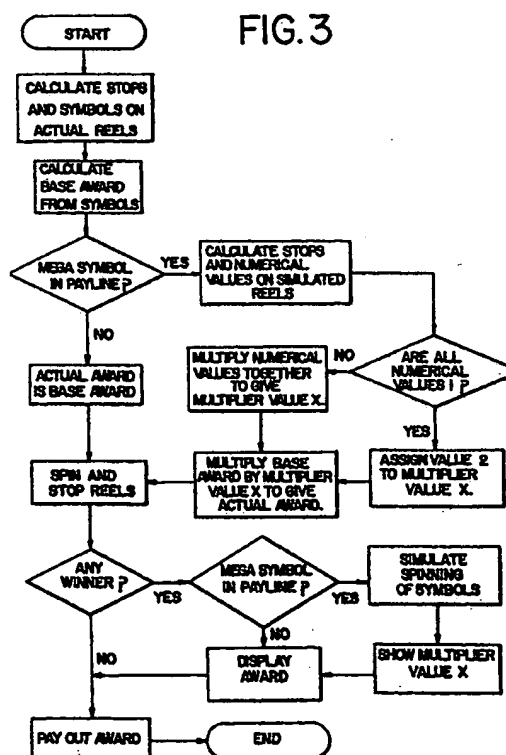 FIG.3
START
CALCULATE STOPS
AND SYMBOLS ON
ACTUAL REELS
CALCULATE
BASE AWARD
FROM SYMBOLS
MEGA SYMBOL
IN PAYLINE?
YES
CALCULATE STOPS
AND NUMERICAL
VALUES ON SIMULATED
REELS
NO
ARE ALL
NUMERICAL
VALUES 1?
NO
MULTIPLY NUMERICAL
VALUES TOGETHER
TO GIVE
MULTIPLIER VALUE X.
YES
ACTUAL AWARD
IS BASE AWARD
ASSIGN VALUE 2
TO MULTIPLIER
VALUE X.
MULTIPLY BASE
AWARD BY MULTIPLIER
VALUE X TO GIVE
ACTUAL AWARD.
SPIN AND
STOP REELS
ANY
WINNER?
YES
MEGA SYMBOL
IN PAYLINE?
YES
SIMULATE
SPINNING
OF SYMBOLS
NO
NO
DISPLAY
AWARD
SHOW MULTIPLIER
VALUE X
PAY OUT AWARD
END